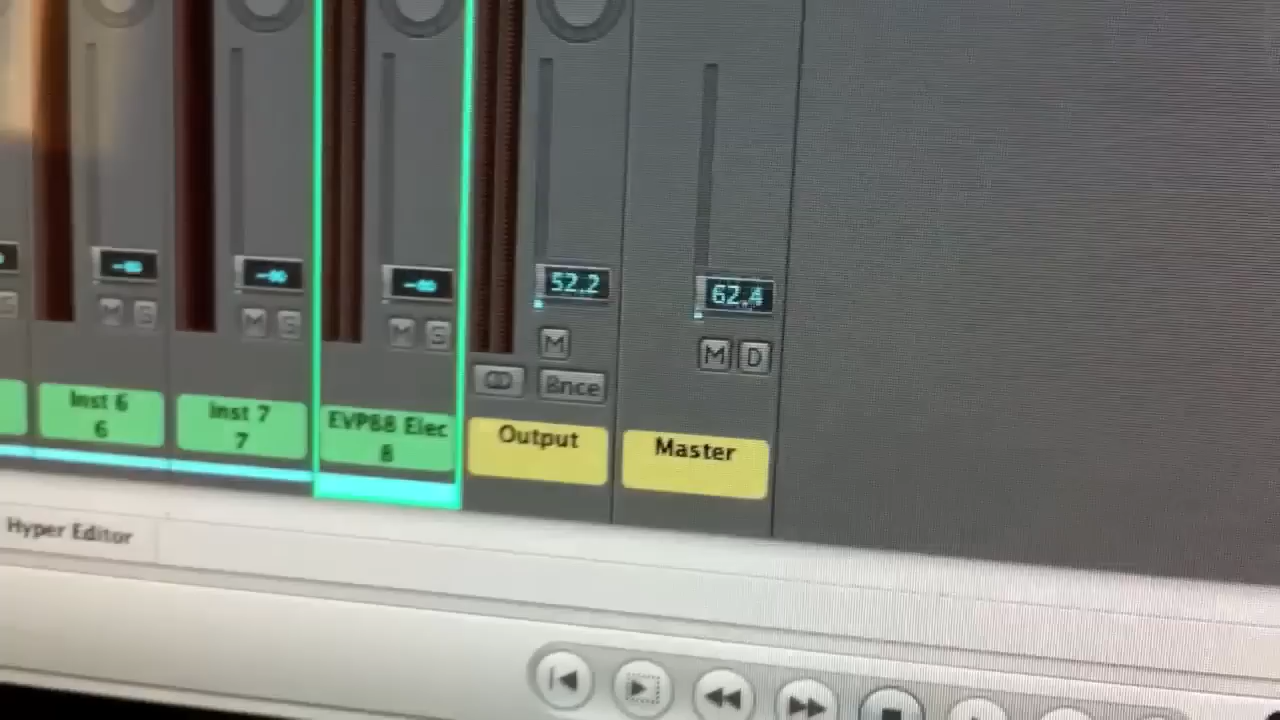 -∞
-∞
-∞
52.2
62.4
M S
M S
M S
M
M D
Bnce
Inst 6
6
Inst 7
7
EVP88 Elec
8
Output
Master
Hyper Editor